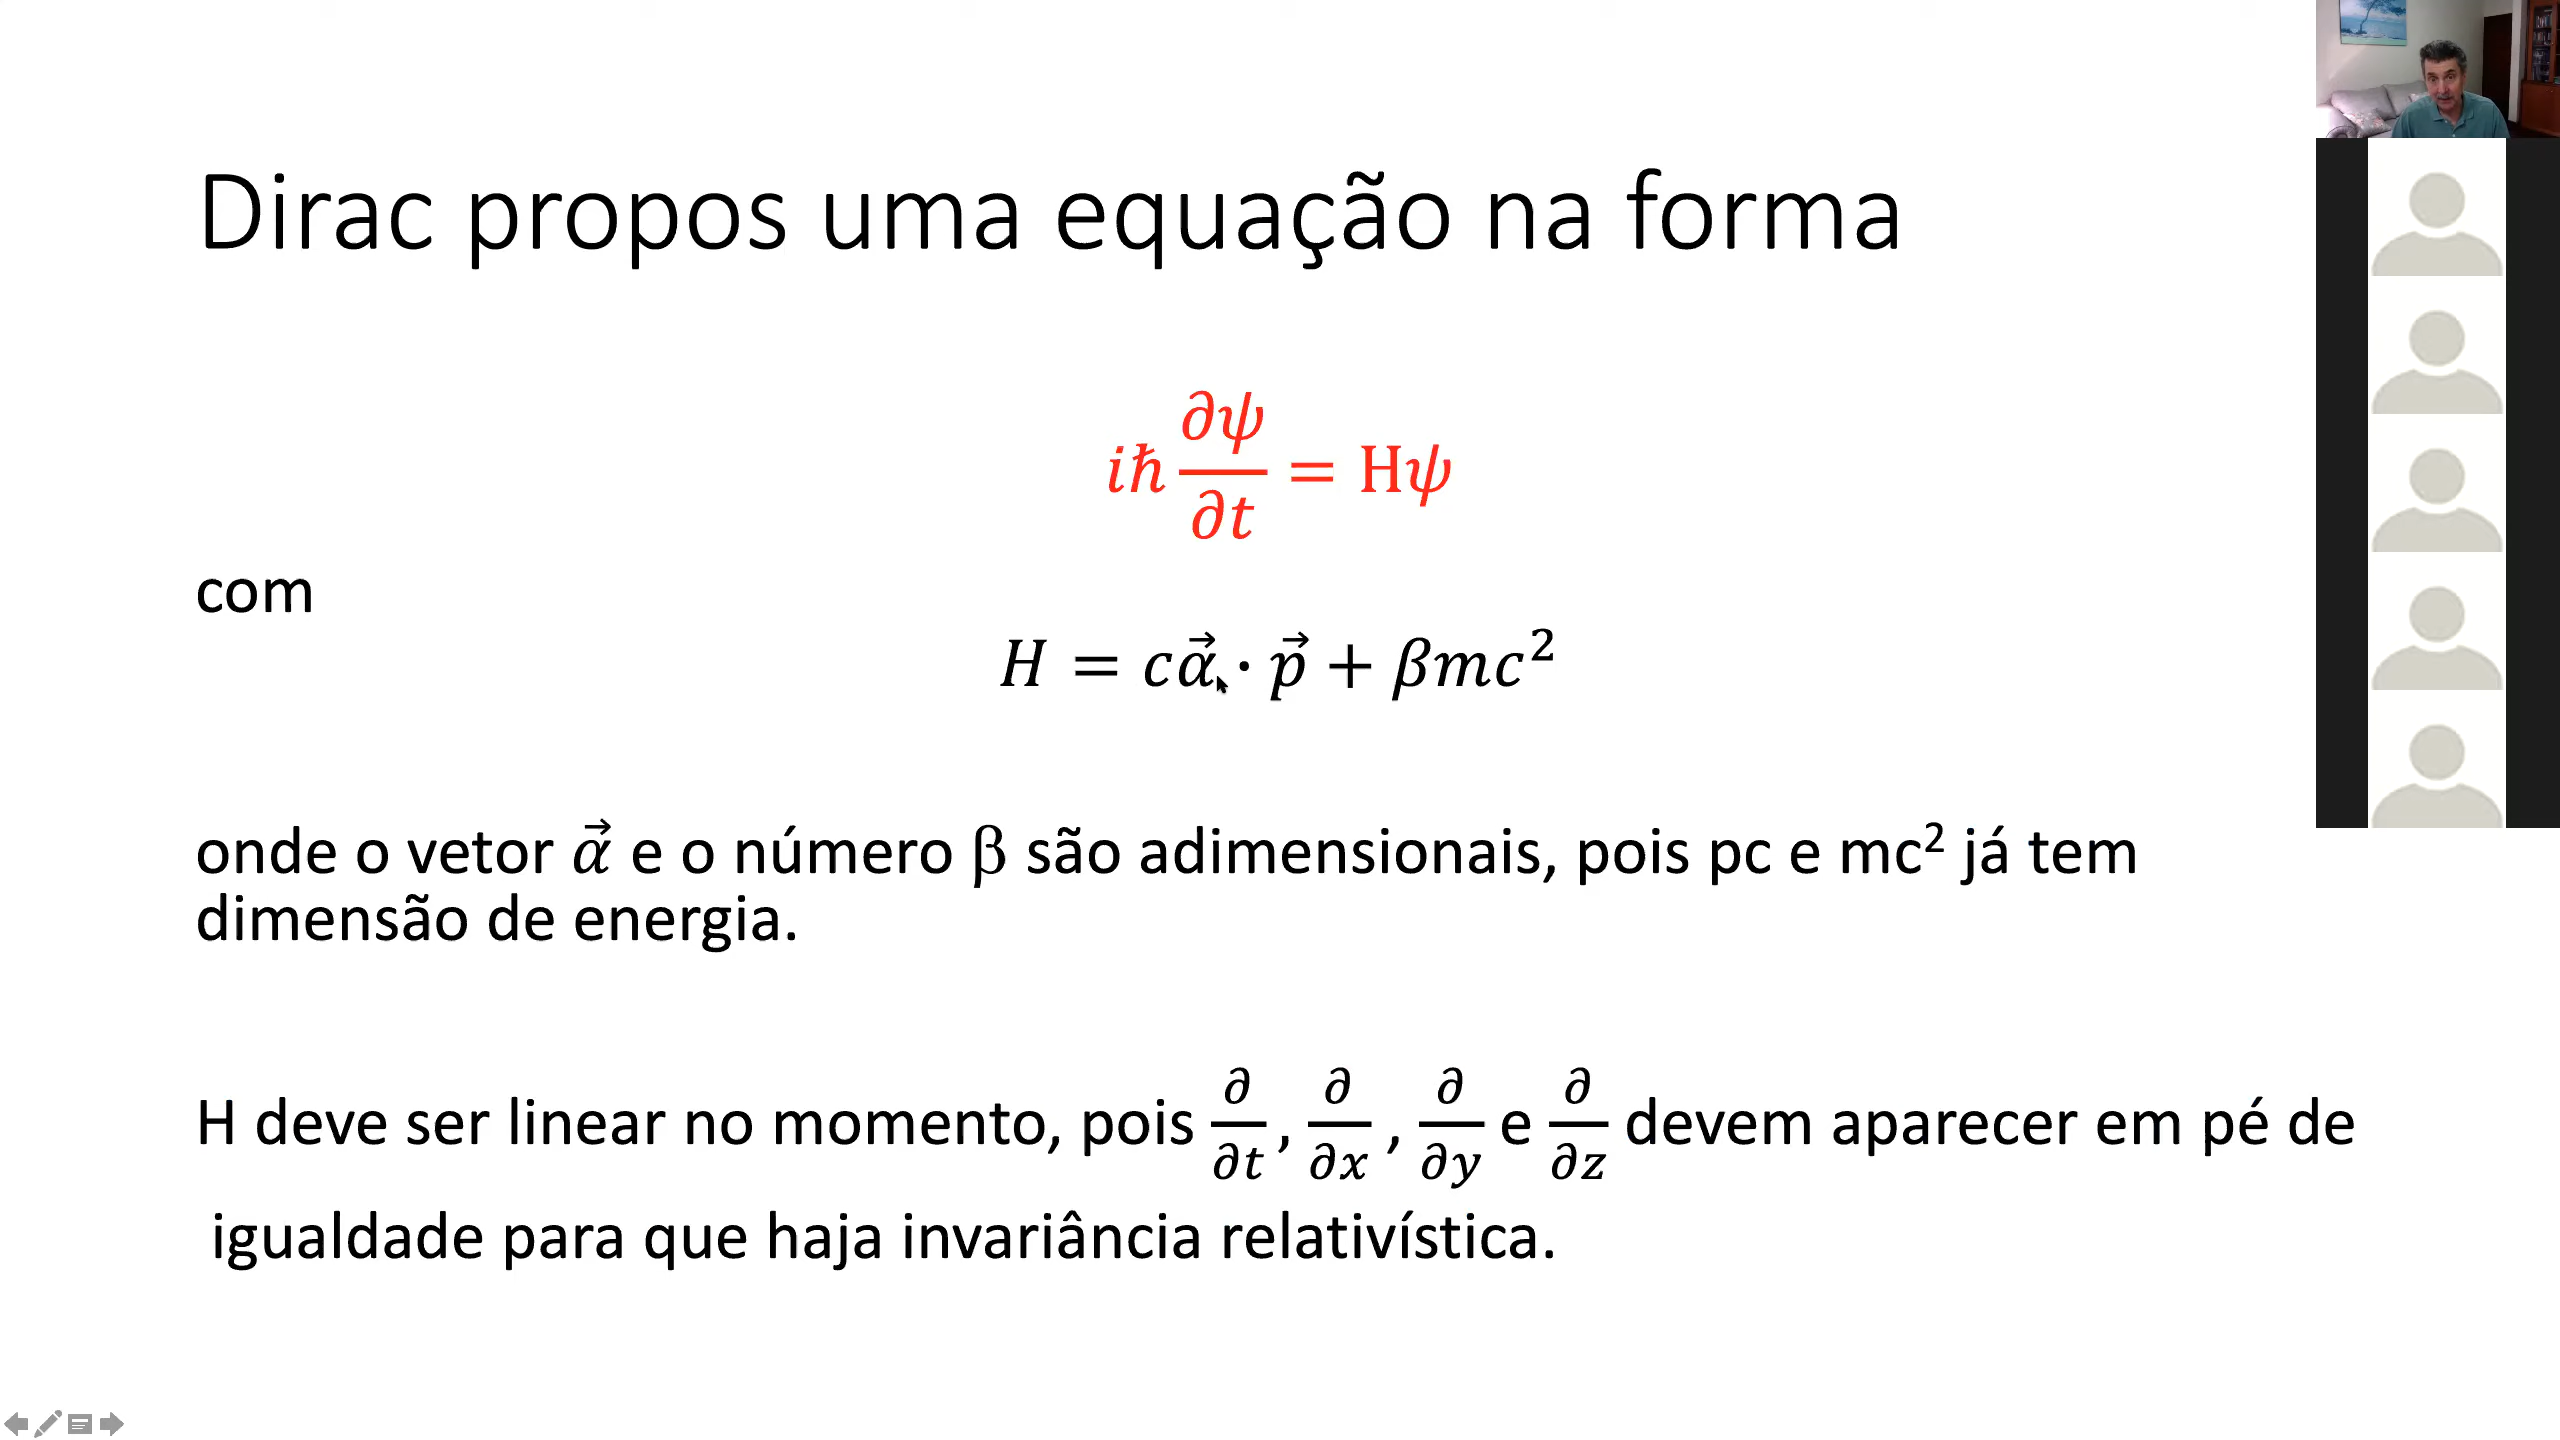 Dirac propos uma equação na forma
iħ ∂ψ/∂t = Hψ
com
H = cα⃗ · p⃗ + βmc²
onde o vetor α⃗ e o número β são adimensionais, pois pc e mc² já tem
dimensão de energia.
H deve ser linear no momento, pois ∂/∂t, ∂/∂x, ∂/∂y e ∂/∂z devem aparecer em pé de
igualdade para que haja invariância relativística.